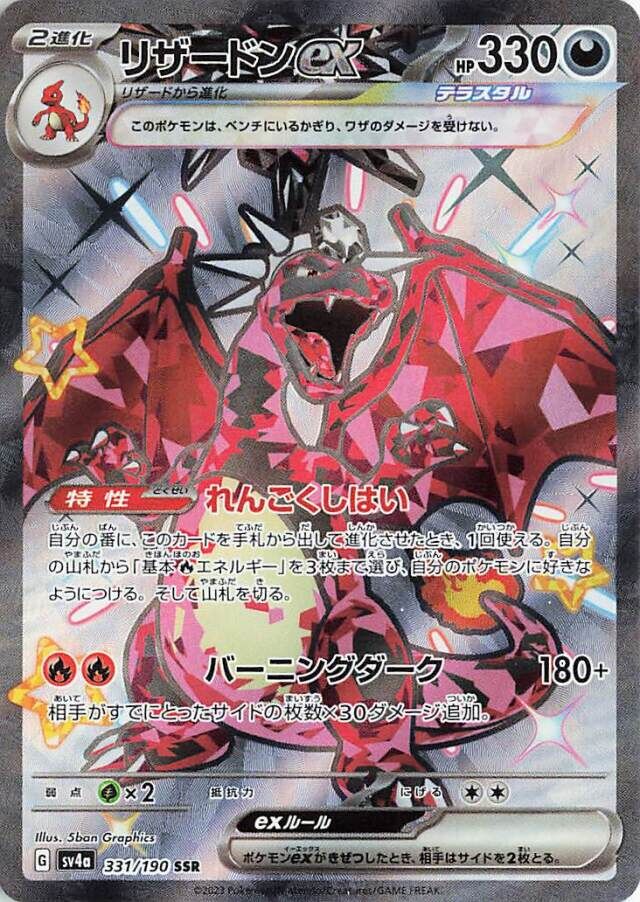 2進化
リザードンex
HP330
リザードから進化
テラスタル
このポケモンは、ベンチにいるかぎり、ワザのダメージを受けない。
特性
れんごくしはい
自分の番に、このカードを手札から出して進化させたとき、1回使える。自分
の山札から「基本エネルギー」を3枚まで選び、自分のポケモンに好きな
ようにつける。そして山札を切る。
バーニングダーク 180+
相手がすでにとったサイドの枚数×30ダメージ追加。
弱点 ×2 抵抗力 にげる
exルール
ポケモンexがきぜつしたとき、相手はサイドを2枚とる。
Illus. 5ban Graphics
G sv4a 331/190 SSR
©2023 Pokémon/Nintendo/Creatures/GAME FREAK.